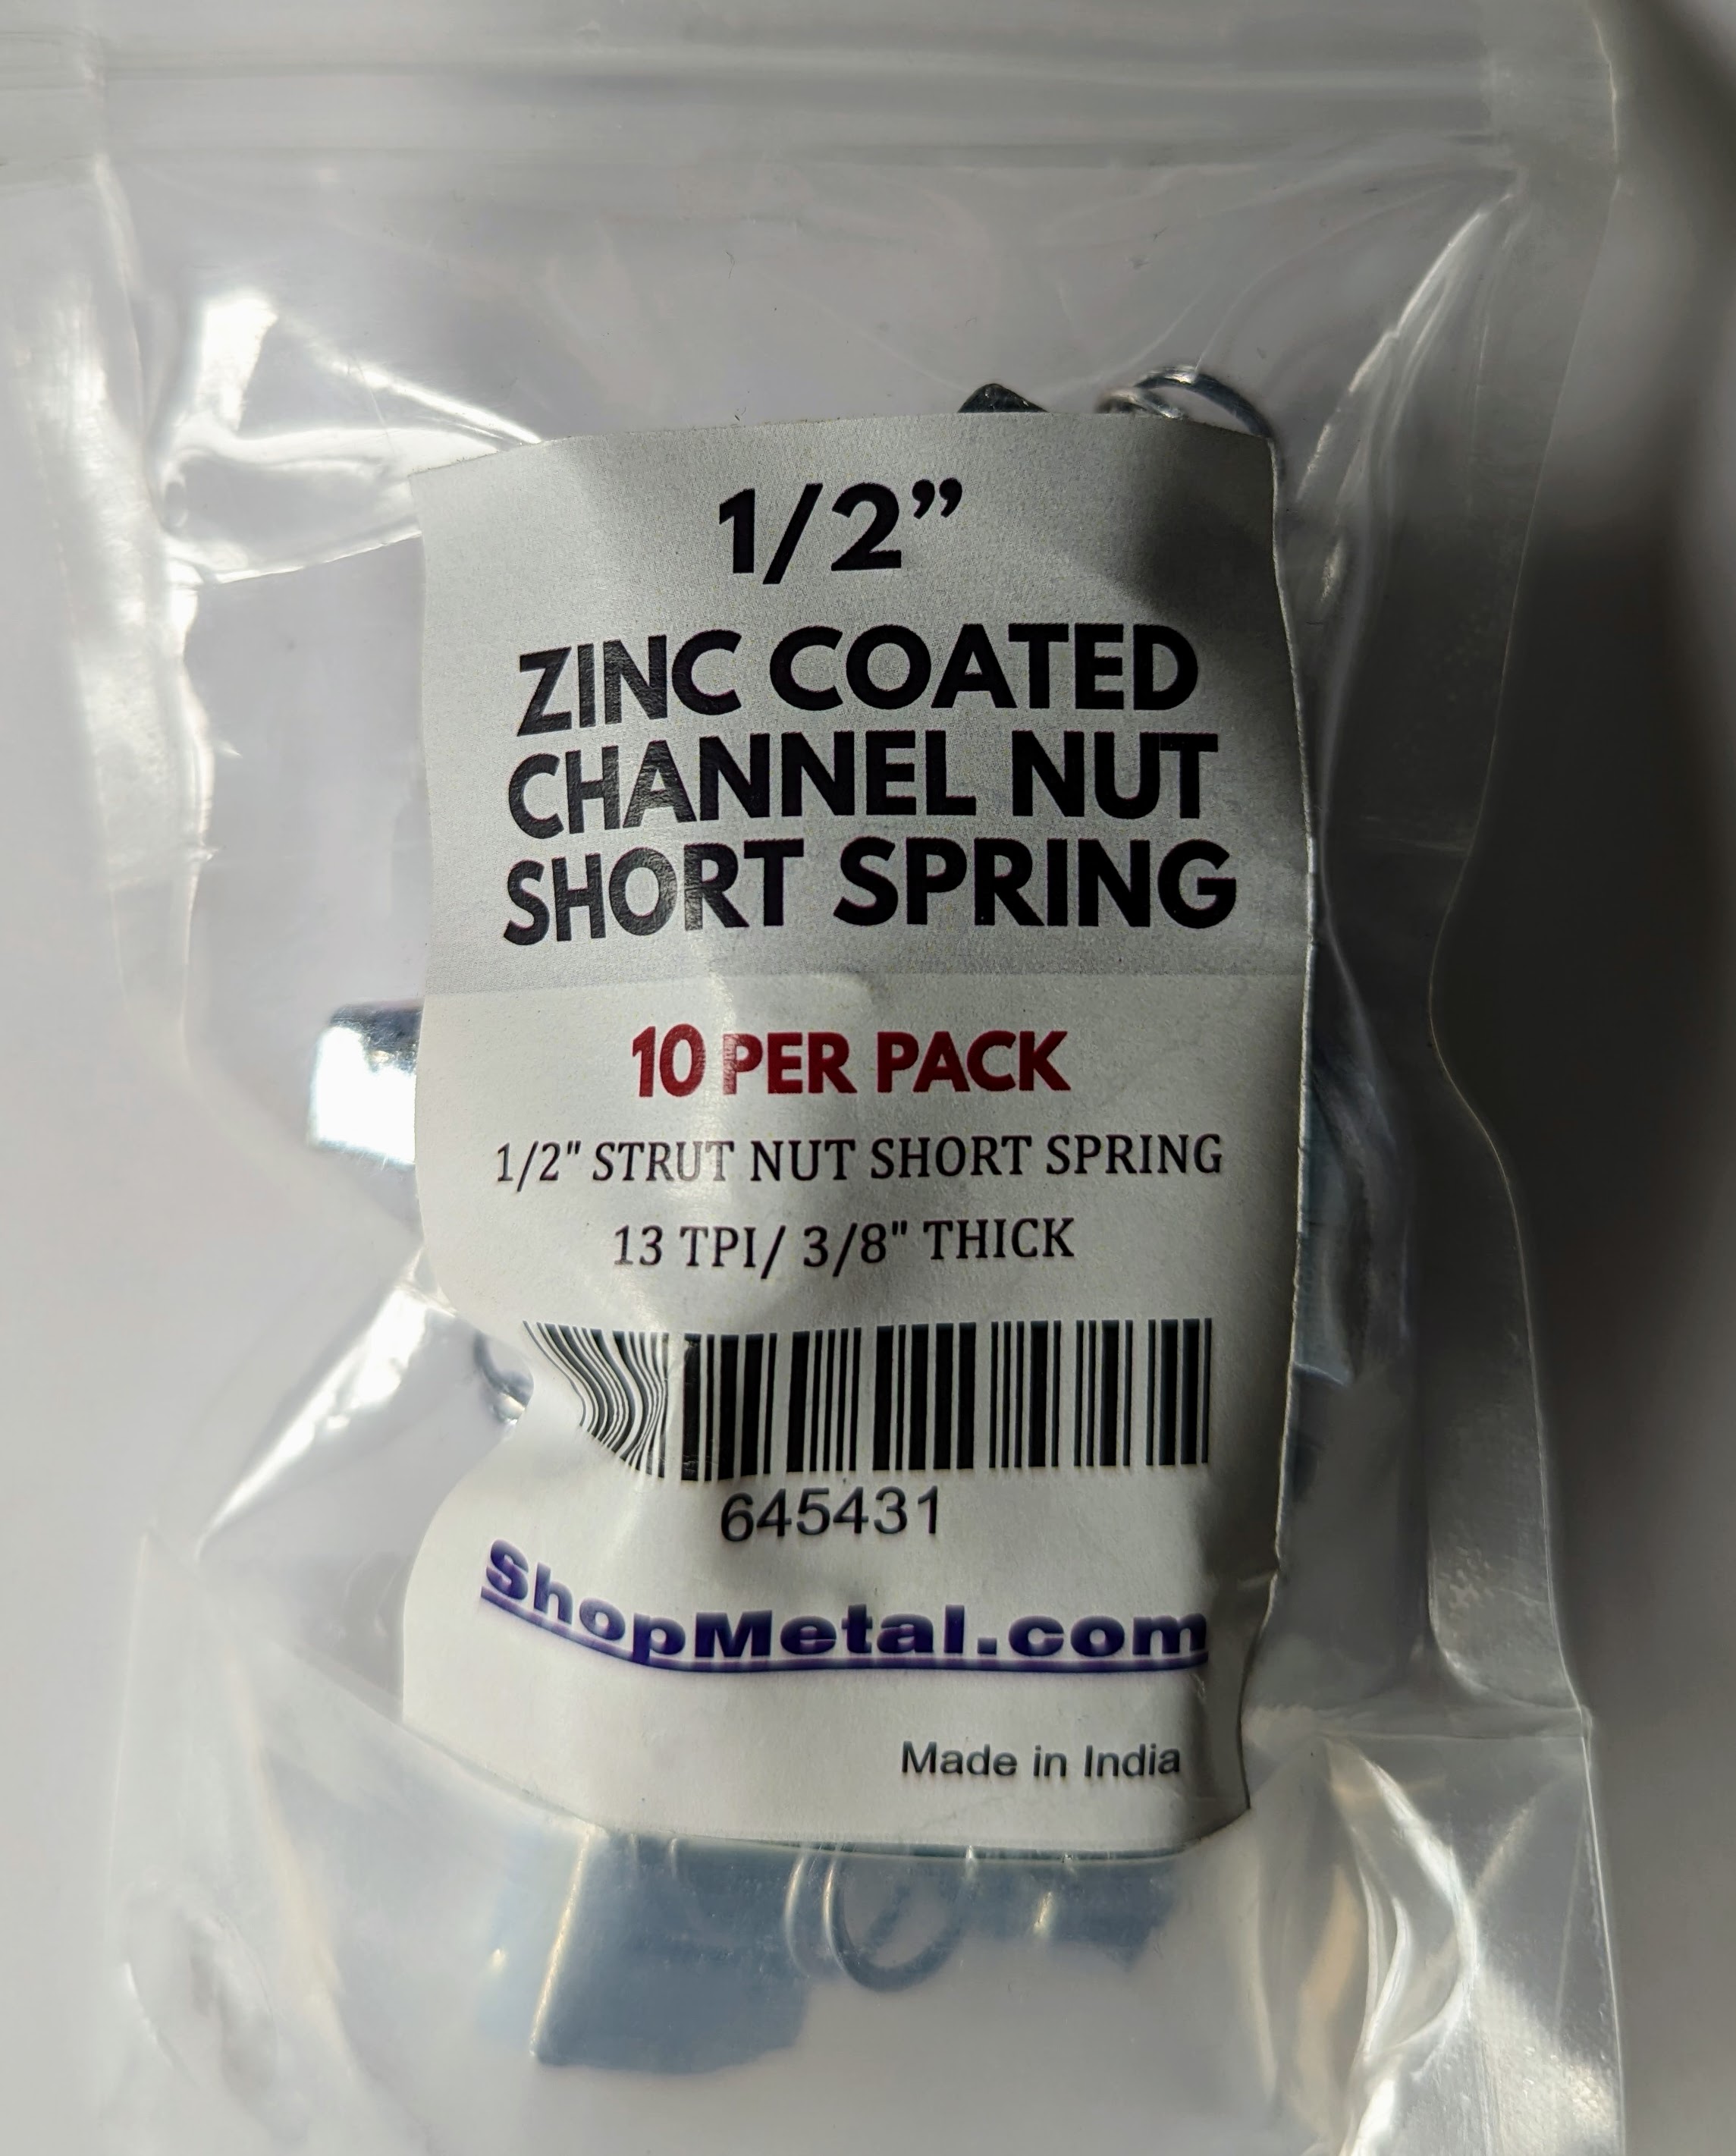 1/2”
ZINC COATED
CHANNEL NUT
SHORT SPRING
10 PER PACK
1/2" STRUT NUT SHORT SPRING
13 TPI/ 3/8" THICK
645431
ShopMetal.com
Made in India